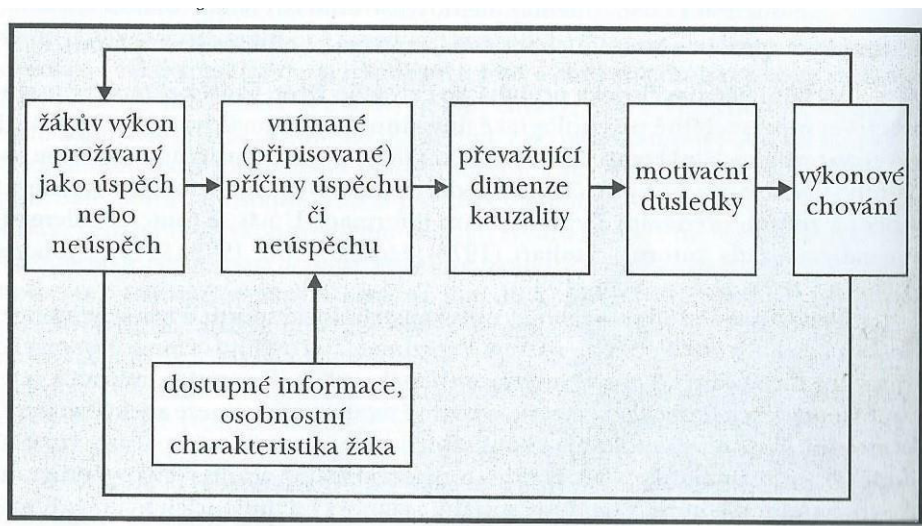 žákův výkon
prožívaný
jako úspěch
nebo
neúspěch
vnímané
(připisované)
příčiny úspěchu
či
neúspěchu
převažující
dimenze
kauzality
motivační
důsledky
výkonové
chování
dostupné informace,
osobnostní
charakteristika žáka